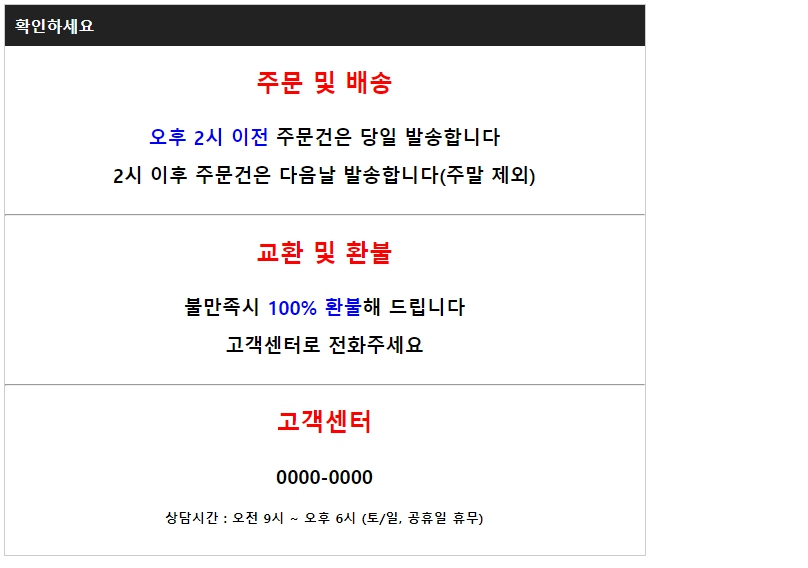 확인하세요
주문 및 배송
오후 2시 이전 주문건은 당일 발송합니다
2시 이후 주문건은 다음날 발송합니다(주말 제외)
교환 및 환불
불만족시 100% 환불해 드립니다
고객센터로 전화주세요
고객센터
0000-0000
상담시간 : 오전 9시 ~ 오후 6시 (토/일, 공휴일 휴무)